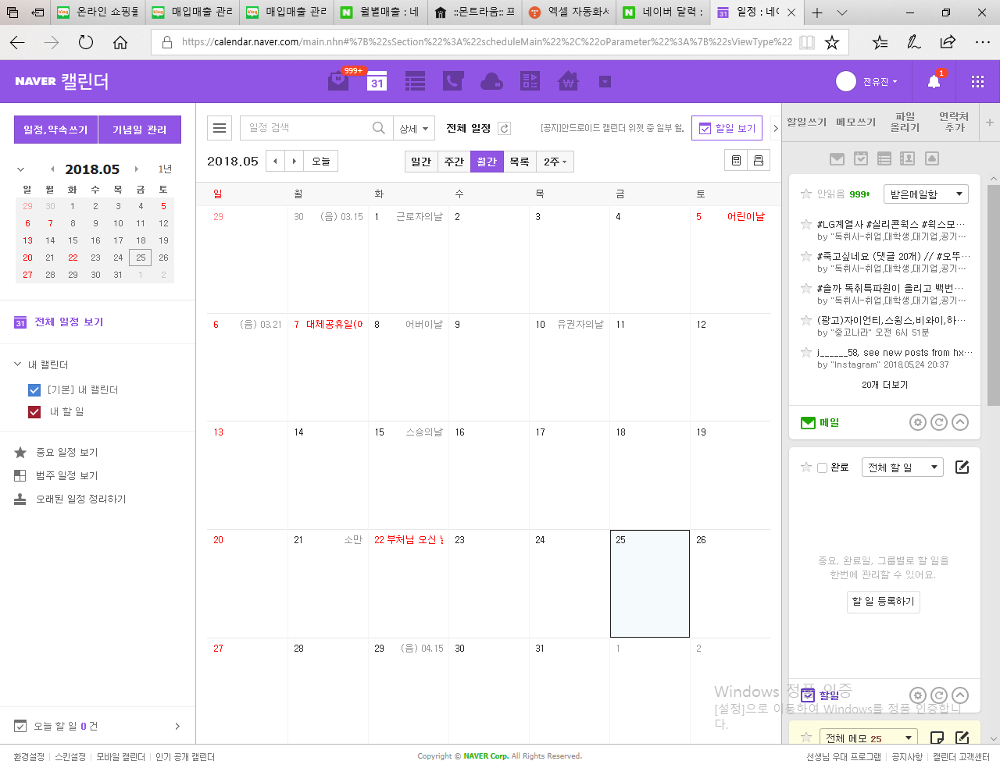 온라인 쇼핑몰
매입매출 관리
매입매출 관리
월별매출 : 네
::몬트라움:: 프
엑셀 자동화서
네이버 달력 :
일정 : 네이
https://calendar.naver.com/main.nhn#%7B%22sSection%22%3A%22scheduleMain%22%2C%22oParameter%22%3A%7B%22sViewType%22
NAVER 캘린더
999+
31
전유진
1
일정,약속쓰기
기념일 관리
일정 검색
상세
전체 일정
[공지]안드로이드 캘린더 위젯 중 일부 월,
할일 보기
할일쓰기
메모쓰기
파일 올리기
연락처 추가
2018.05
1년
일 월 화 수 목 금 토
29 30 1 2 3 4 5
6 7 8 9 10 11 12
13 14 15 16 17 18 19
20 21 22 23 24 25 26
27 28 29 30 31 1 2
31 전체 일정 보기
내 캘린더
[기본] 내 캘린더
내 할 일
중요 일정 보기
범주 일정 보기
오래된 일정 정리하기
오늘 할 일 0 건
2018.05
오늘
일간 주간 월간 목록 2주
일 월 화 수 목 금 토
29 30 (음) 03.15 1 근로자의날 2 3 4 5 어린이날
6 (음) 03.21 7 대체공휴일(어 8 어버이날 9 10 유권자의날 11 12
13 14 15 스승의날 16 17 18 19
20 21 소만 22 부처님 오신 날 23 24 25 26
27 28 29 (음) 04.15 30 31 1 2
안읽음 999+
받은메일함
#LG계열사 #실리콘웍스 #웍스모…
by "독취사-취업,대학생,대기업,공기…
#죽고싶네요 (댓글 20개) // #오뚜…
by "독취사-취업,대학생,대기업,공기…
#솔까 독취특파원이 올리고 백번…
by "독취사-취업,대학생,대기업,공기…
(광고)자이언티,스윙스,비와이,하…
by "중고나라" 오전 6시 51분
j______58, see new posts from hx…
by "Instagram" 2018.05.24 20:37
20개 더보기
메일
완료
전체 할 일
중요, 완료일, 그룹별로 할 일을
한번에 관리할 수 있어요.
할 일 등록하기
할일
Windows 정품 인증
[설정]으로 이동하여 Windows를 정품 인증합니
다.
전체 메모 25
환경설정
스킨설정
모바일 캘린더
인기 공개 캘린더
Copyright © NAVER Corp. All Rights Reserved.
선생님 우대 프로그램
공지사항
캘린더 고객센터